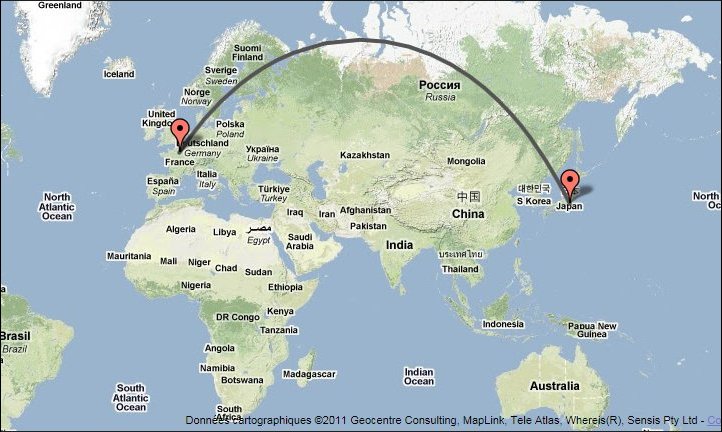 Greenland
Iceland
Suomi
Finland
Sverige
Sweden
Norge
Norway
Россия
Russia
United
Kingdom
Polska
Poland
Deutschland
Germany
France
Україна
Ukraine
Kazakhstan
Mongolia
España
Spain
Italia
Italy
Türkiye
Turkey
中国
China
대한민국
S Korea
Japan
North
Atlantic
Ocean
Iraq
Iran
Afghanistan
Pakistan
Algeria
Libya
مصر
Egypt
Saudi
Arabia
India
ประเทศไทย
Thailand
Mauritania
Mali
Niger
Chad
Sudan
Ethiopia
Kenya
DR Congo
Tanzania
Indonesia
Papua New
Guinea
Brasil
Brazil
Angola
Namibia
Botswana
Madagascar
Indian
Ocean
Australia
South
Atlantic
Ocean
South
Africa
Données cartographiques ©2011 Geocentre Consulting, MapLink, Tele Atlas, Whereis(R), Sensis Pty Ltd -